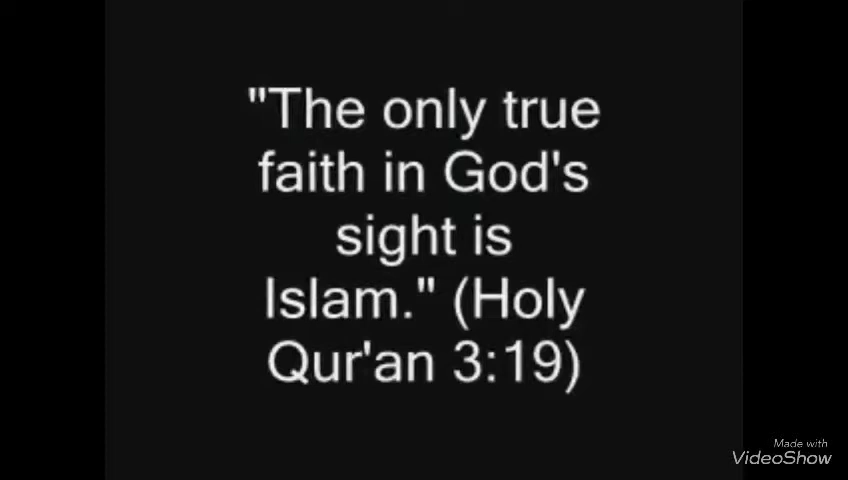 "The only true
faith in God's
sight is
Islam." (Holy
Qur'an 3:19)
Made with
VideoShow